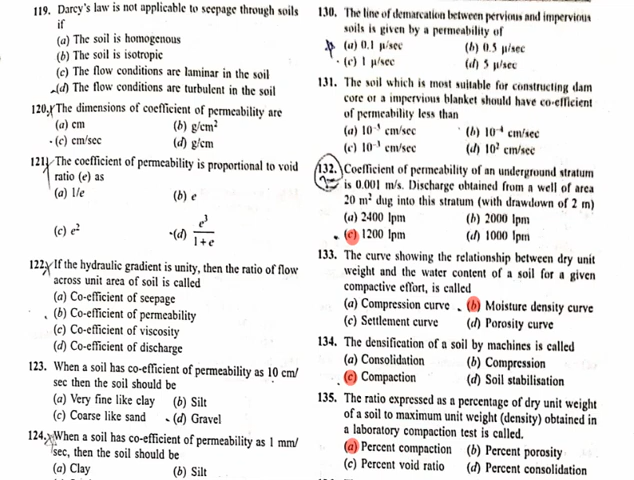 119. Darcy's law is not applicable to seepage through soils
if
(a) The soil is homogenous
(b) The soil is isotropic
(c) The flow conditions are laminar in the soil
(d) The flow conditions are turbulent in the soil
120. The dimensions of coefficient of permeability are
(a) cm (b) g/cm²
(c) cm/sec (d) g/cm
121. The coefficient of permeability is proportional to void
ratio (e) as
(a) 1/e (b) e
(c) e² (d) e³/1+e
122. If the hydraulic gradient is unity, then the ratio of flow
across unit area of soil is called
(a) Co-efficient of seepage
(b) Co-efficient of permeability
(c) Co-efficient of viscosity
(d) Co-efficient of discharge
123. When a soil has co-efficient of permeability as 10 cm/
sec then the soil should be
(a) Very fine like clay (b) Silt
(c) Coarse like sand (d) Gravel
124. When a soil has co-efficient of permeability as 1 mm/
sec, then the soil should be
(a) Clay (b) Silt
130. The line of demarcation between pervious and impervious
soils is given by a permeability of
(a) 0.1 µ/sec (b) 0.5 µ/sec
(c) 1 µ/sec (d) 5 µ/sec
131. The soil which is most suitable for constructing dam
core or a impervious blanket should have co-efficient
of permeability less than
(a) cm/sec (b) 10⁻⁴ cm/sec
(c) cm/sec (d) 10² cm/sec
132. Coefficient of permeability of an underground stratum
is 0.001 m/s. Discharge obtained from a well of area
20 m² dug into this stratum (with drawdown of 2 m)
(a) 2400 lpm (b) 2000 lpm
(c) 1200 lpm (d) 1000 lpm
133. The curve showing the relationship between dry unit
weight and the water content of a soil for a given
compactive effort, is called
(a) Compression curve (b) Moisture density curve
(c) Settlement curve (d) Porosity curve
134. The densification of a soil by machines is called
(a) Consolidation (b) Compression
(c) Compaction (d) Soil stabilisation
135. The ratio expressed as a percentage of dry unit weight
of a soil to maximum unit weight (density) obtained in
a laboratory compaction test is called.
(a) Percent compaction (b) Percent porosity
(c) Percent void ratio (d) Percent consolidation